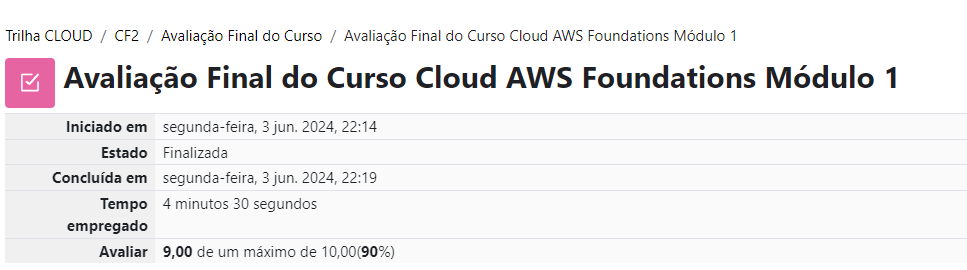 Trilha CLOUD / CF2 / Avaliação Final do Curso / Avaliação Final do Curso Cloud AWS Foundations Módulo 1
Avaliação Final do Curso Cloud AWS Foundations Módulo 1
Iniciado em segunda-feira, 3 jun. 2024, 22:14
Estado Finalizada
Concluída em segunda-feira, 3 jun. 2024, 22:19
Tempo 4 minutos 30 segundos
empregado
Avaliar 9,00 de um máximo de 10,00(90%)